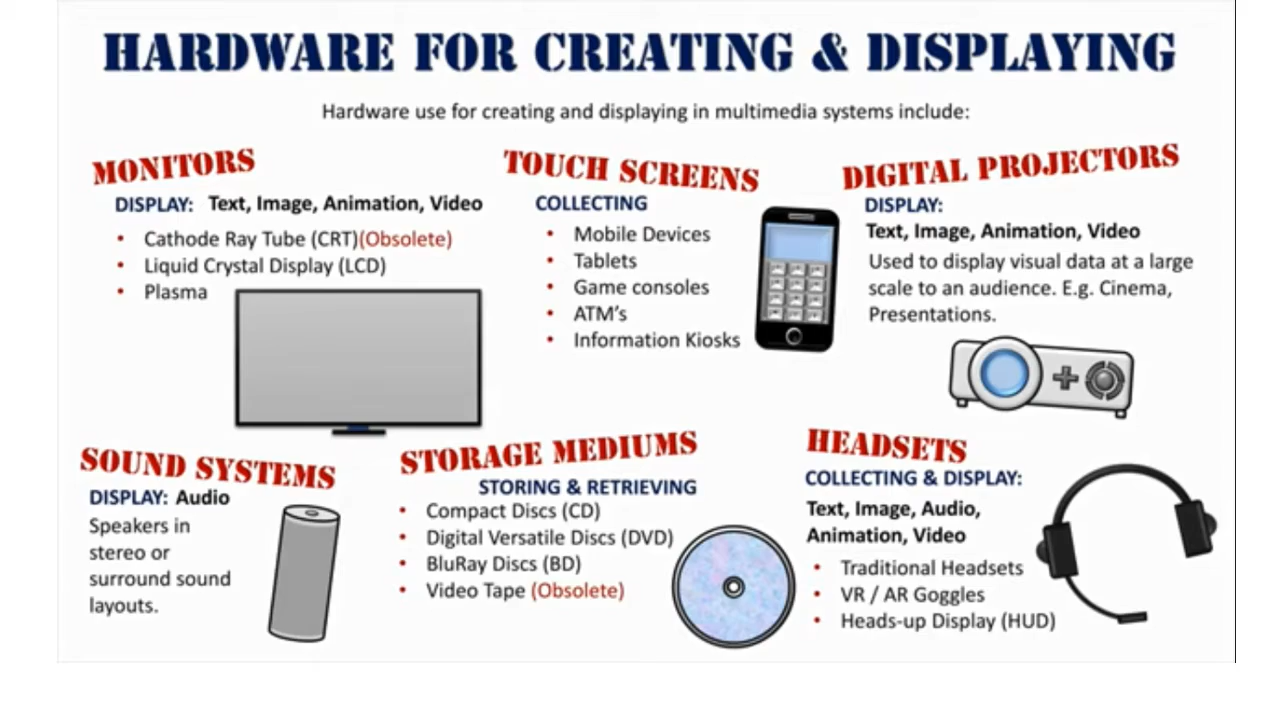 HARDWARE FOR CREATING & DISPLAYING
Hardware use for creating and displaying in multimedia systems include:
MONITORS
DISPLAY: Text, Image, Animation, Video
• Cathode Ray Tube (CRT)(Obsolete)
• Liquid Crystal Display (LCD)
• Plasma
TOUCH SCREENS
COLLECTING
• Mobile Devices
• Tablets
• Game consoles
• ATM's
• Information Kiosks
DIGITAL PROJECTORS
DISPLAY:
Text, Image, Animation, Video
Used to display visual data at a large
scale to an audience. E.g. Cinema,
Presentations.
SOUND SYSTEMS
DISPLAY: Audio
Speakers in
stereo or
surround sound
layouts.
STORAGE MEDIUMS
STORING & RETRIEVING
• Compact Discs (CD)
• Digital Versatile Discs (DVD)
• BluRay Discs (BD)
• Video Tape (Obsolete)
HEADSETS
COLLECTING & DISPLAY:
Text, Image, Audio,
Animation, Video
• Traditional Headsets
• VR / AR Goggles
• Heads-up Display (HUD)